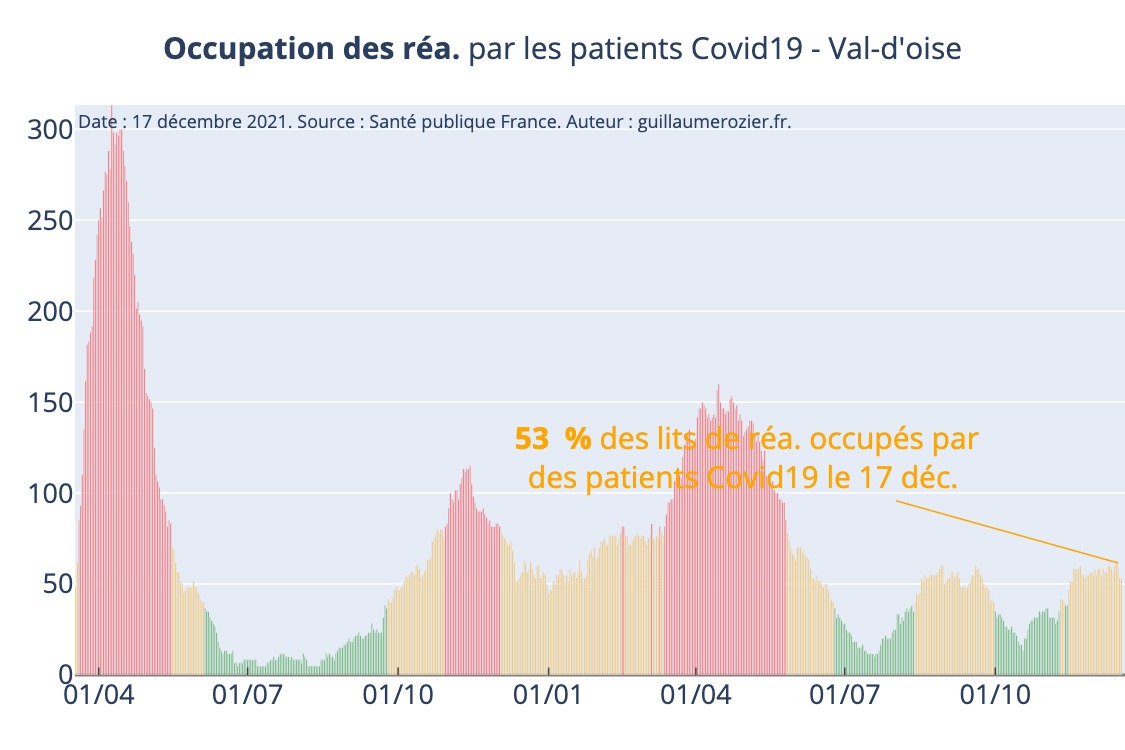 Occupation des réa. par les patients Covid19 - Val-d'oise
Date : 17 décembre 2021. Source : Santé publique France. Auteur : guillaumerozier.fr.
300
250
200
150
53 % des lits de réa. occupés par
des patients Covid19 le 17 déc.
100
50
0
01/04 01/07 01/10 01/01 01/04 01/07 01/10